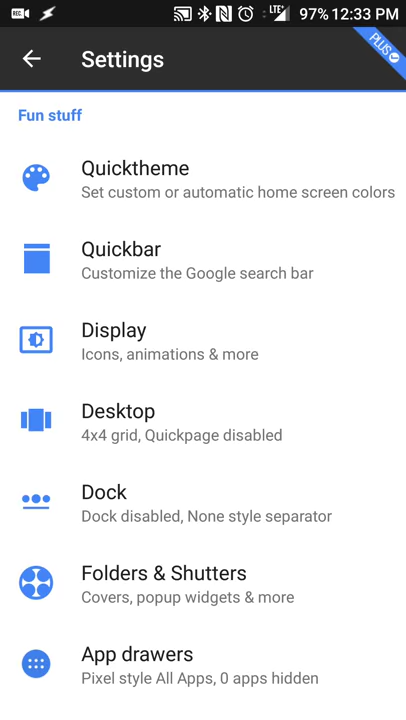 REC LTE+ 97% 12:33 PM
Settings
PLUS
Fun stuff
Quicktheme
Set custom or automatic home screen colors
Quickbar
Customize the Google search bar
Display
Icons, animations & more
Desktop
4x4 grid, Quickpage disabled
Dock
Dock disabled, None style separator
Folders & Shutters
Covers, popup widgets & more
App drawers
Pixel style All Apps, 0 apps hidden